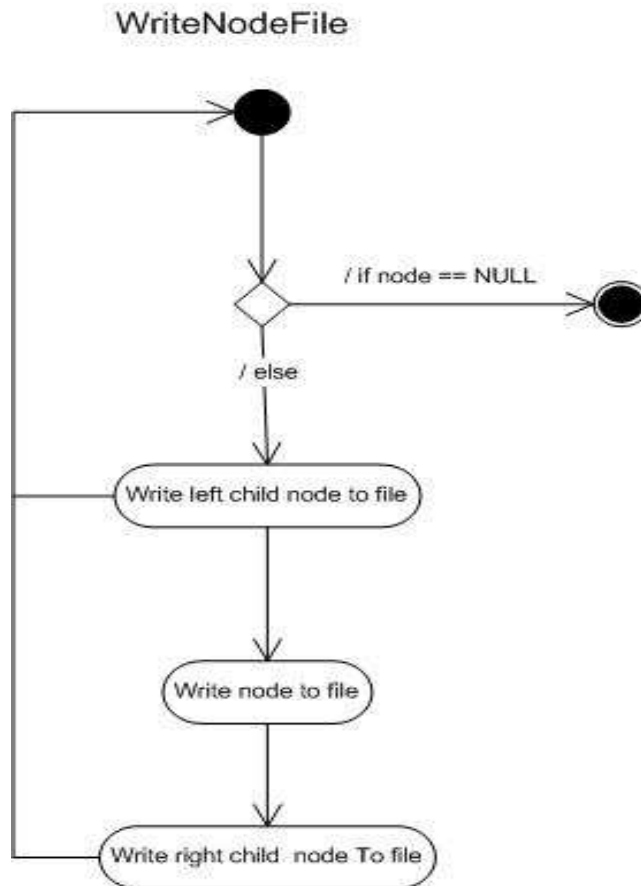 WriteNodeFile
/ if node == NULL
/ else
Write left child node to file
Write node to file
Write right child node To file